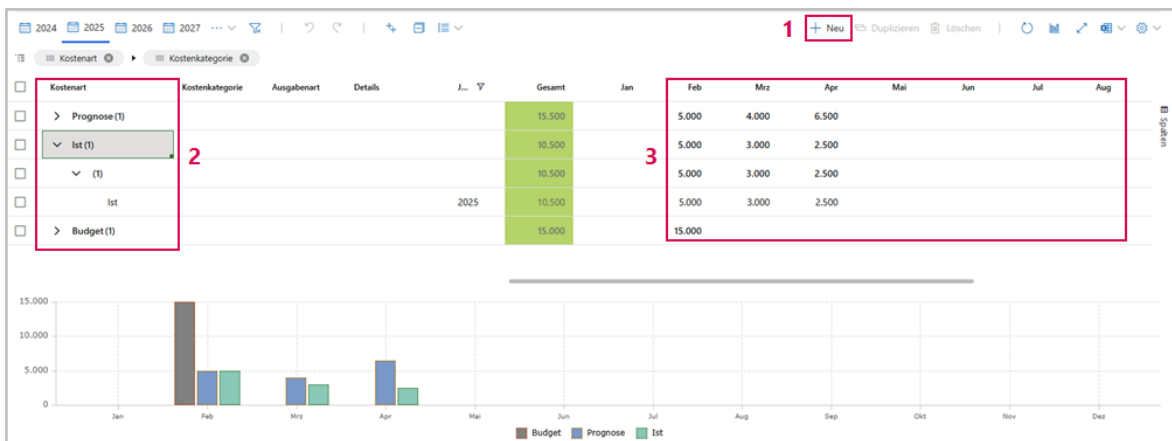 2024 2025 2026 2027 ... 1 Neu Duplizieren Löschen
Kostenart Kostenkategorie
Kostenart Kostenkategorie Ausgabenart Details J... Gesamt Jan Feb Mrz Apr Mai Jun Jul Aug
Prognose (1) 15.500 5.000 4.000 6.500
Ist (1) 10.500 5.000 3.000 2.500
2 3
(1) 10.500 5.000 3.000 2.500
Ist 2025 10.500 5.000 3.000 2.500
Budget (1) 15.000 15.000
Spalten
15.000
10.000
5.000
0
Jan Feb Mrz Apr Mai Jun Jul Aug Sep Okt Nov Dez
Budget Prognose Ist